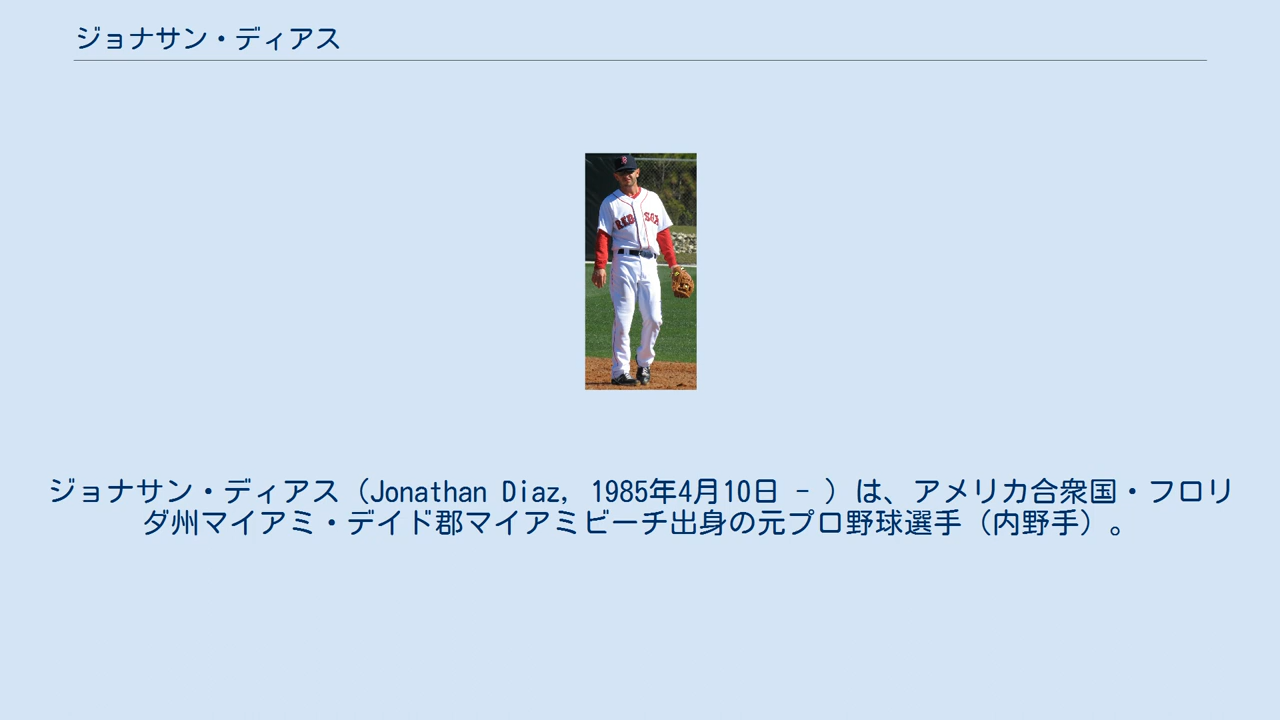 ジョナサン・ディアス
RED SOX
ジョナサン・ディアス（Jonathan Diaz, 1985年4月10日 - ）は、アメリカ合衆国・フロリ
ダ州マイアミ・デイド郡マイアミビーチ出身の元プロ野球選手（内野手）。